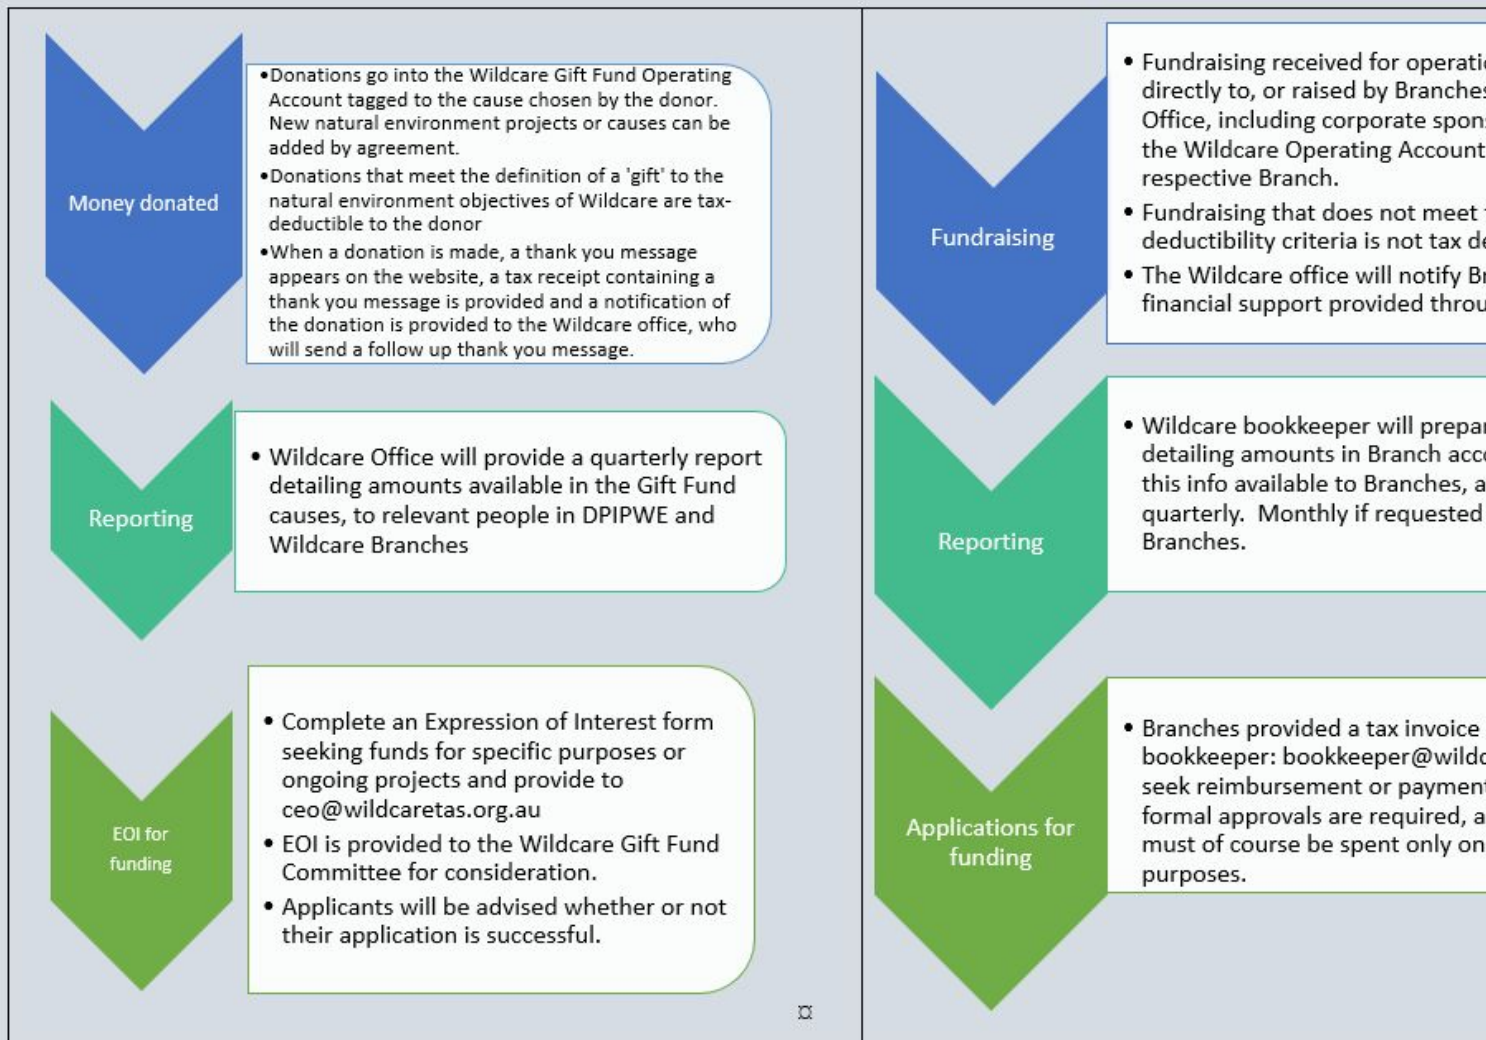 Money donated
•Donations go into the Wildcare Gift Fund Operating
Account tagged to the cause chosen by the donor.
New natural environment projects or causes can be
added by agreement.
•Donations that meet the definition of a 'gift' to the
natural environment objectives of Wildcare are tax-
deductible to the donor
•When a donation is made, a thank you message
appears on the website, a tax receipt containing a
thank you message is provided and a notification of
the donation is provided to the Wildcare office, who
will send a follow up thank you message.
Reporting
• Wildcare Office will provide a quarterly report
detailing amounts available in the Gift Fund
causes, to relevant people in DPIPWE and
Wildcare Branches
EOI for
funding
• Complete an Expression of Interest form
seeking funds for specific purposes or
ongoing projects and provide to
ceo@wildcaretas.org.au
• EOI is provided to the Wildcare Gift Fund
Committee for consideration.
• Applicants will be advised whether or not
their application is successful.
¤
Fundraising
• Fundraising received for
directly to, or raised by
Office, including corporate
the Wildcare Operating Account
respective Branch.
• Fundraising that does not meet
deductibility criteria is not tax
• The Wildcare office will notify
financial support provided
Reporting
• Wildcare bookkeeper will
detailing amounts in Branch
this info available to Branches,
quarterly. Monthly if requested
Branches.
Applications for
funding
• Branches provided a tax invoice
bookkeeper:
seek reimbursement or
formal approvals are required,
must of course be spent only on
purposes.